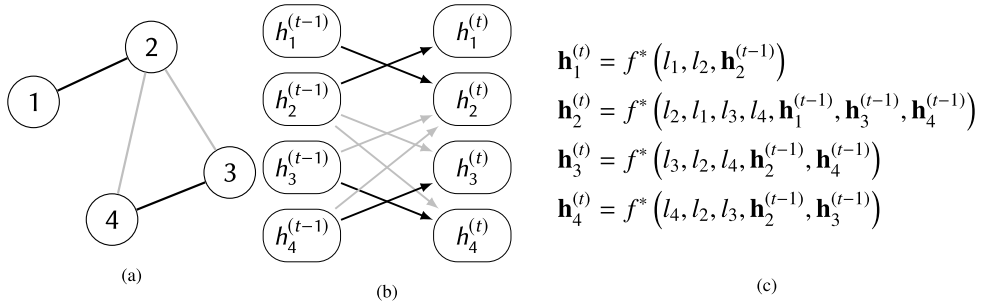 1
2
3
4
(a)
h_1^{(t-1)}
h_2^{(t-1)}
h_3^{(t-1)}
h_4^{(t-1)}
h_1^{(t)}
h_2^{(t)}
h_3^{(t)}
h_4^{(t)}
(b)
h_1^{(t)} = f* (l_1, l_2, h_2^{(t-1)})
h_2^{(t)} = f* (l_2, l_1, l_3, l_4, h_1^{(t-1)}, h_3^{(t-1)}, h_4^{(t-1)})
h_3^{(t)} = f* (l_3, l_2, l_4, h_2^{(t-1)}, h_4^{(t-1)})
h_4^{(t)} = f* (l_4, l_2, l_3, h_2^{(t-1)}, h_3^{(t-1)})
(c)